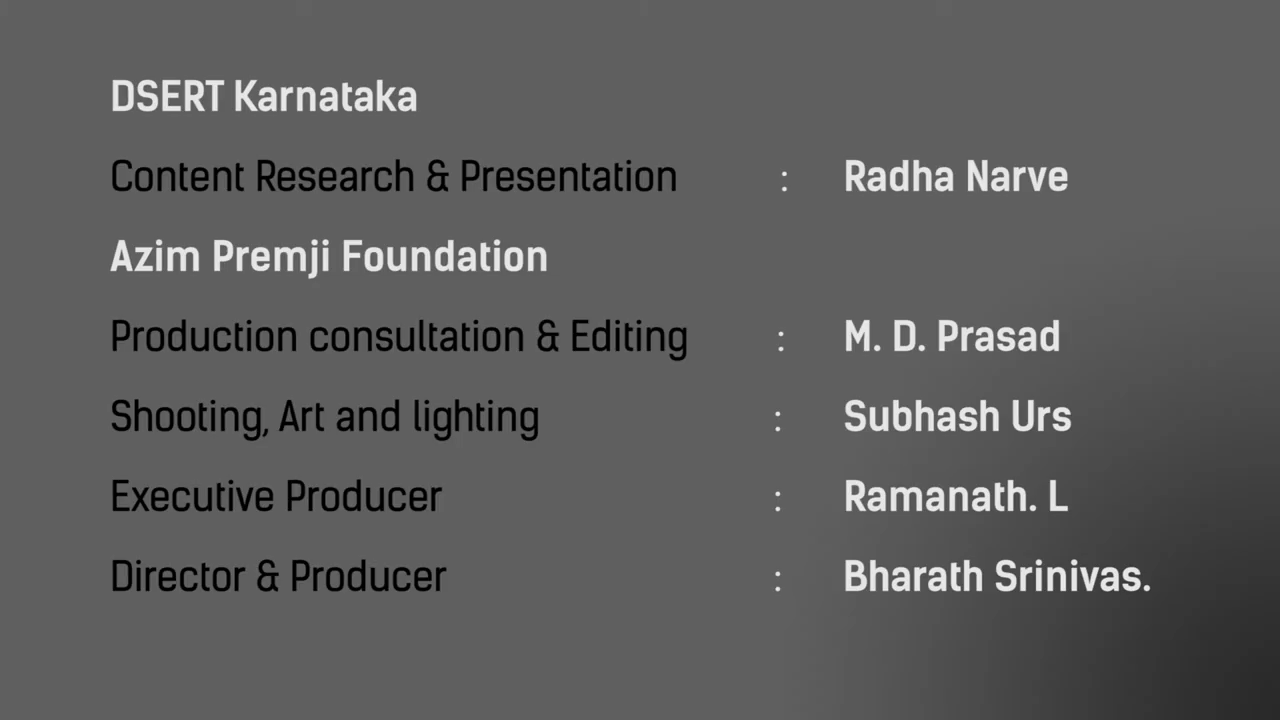 DSERT Karnataka
Content Research & Presentation : Radha Narve
Azim Premji Foundation
Production consultation & Editing : M. D. Prasad
Shooting, Art and lighting : Subhash Urs
Executive Producer : Ramanath. L
Director & Producer : Bharath Srinivas.